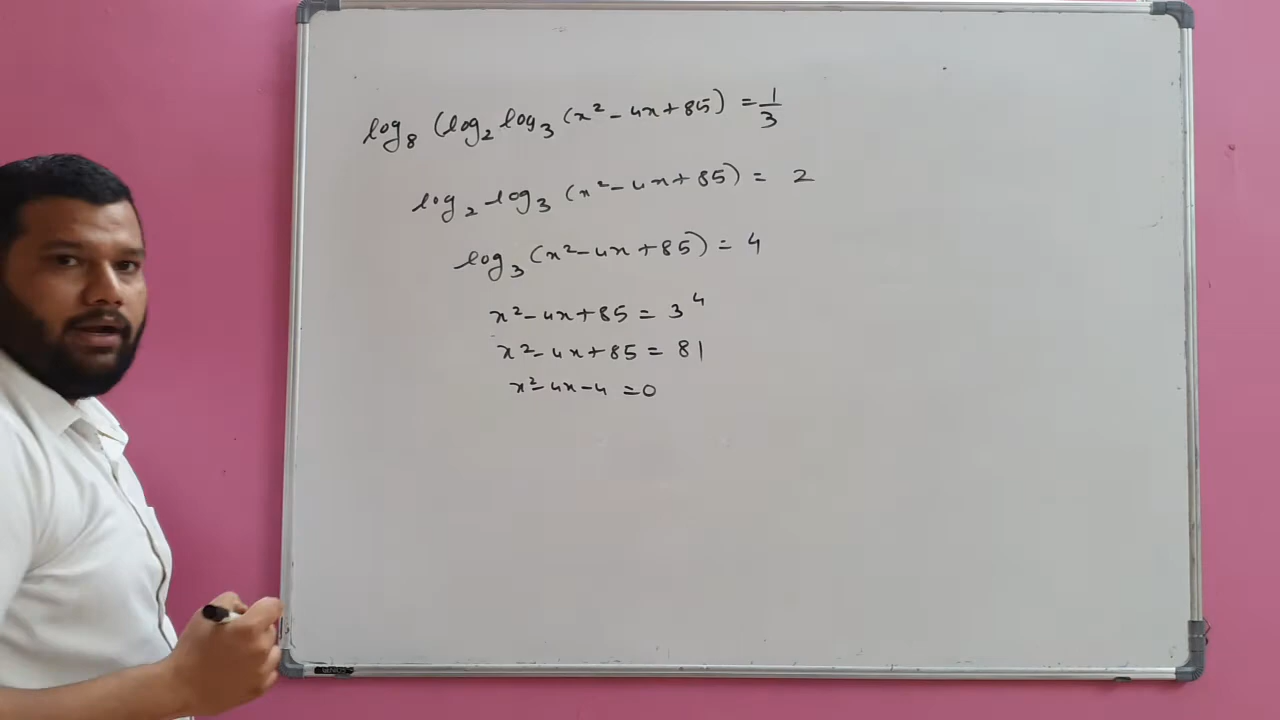 log₈ (log₂ log₃ (x² - 4x + 85) = 1/3
log₂ log₃ (x² - 4x + 85) = 2
log₃ (x² - 4x + 85) = 4
x² - 4x + 85 = 3⁴
x² - 4x + 85 = 81
x² - 4x - 4 = 0